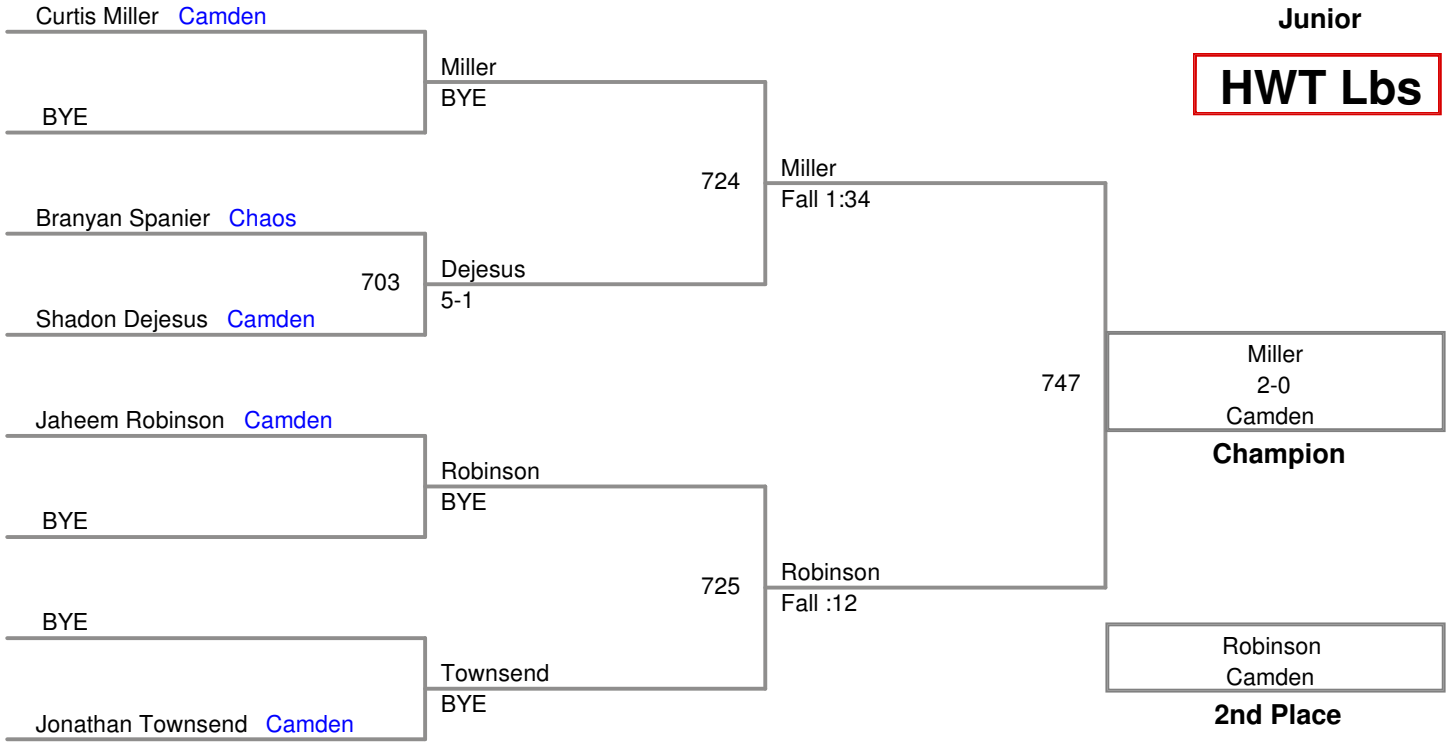 Curtis Miller Camden
Junior
HWT Lbs
Miller
BYE
BYE
724
Miller
Fall 1:34
Branyan Spanier Chaos
703
Dejesus
5-1
Shadon Dejesus Camden
747
Miller
2-0
Camden
Champion
Jaheem Robinson Camden
Robinson
BYE
BYE
725
Robinson
Fall :12
BYE
Townsend
BYE
Jonathan Townsend Camden
Robinson
Camden
2nd Place